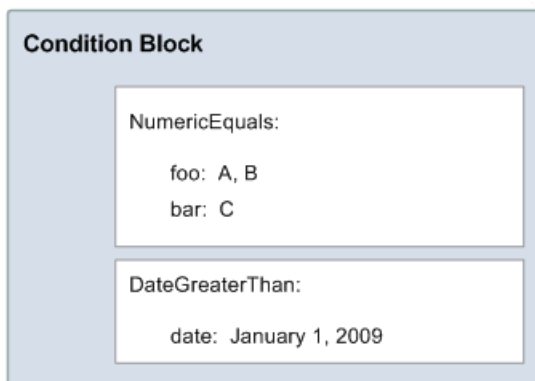 Condition Block
NumericEquals:
foo: A, B
bar: C
DateGreaterThan:
date: January 1, 2009